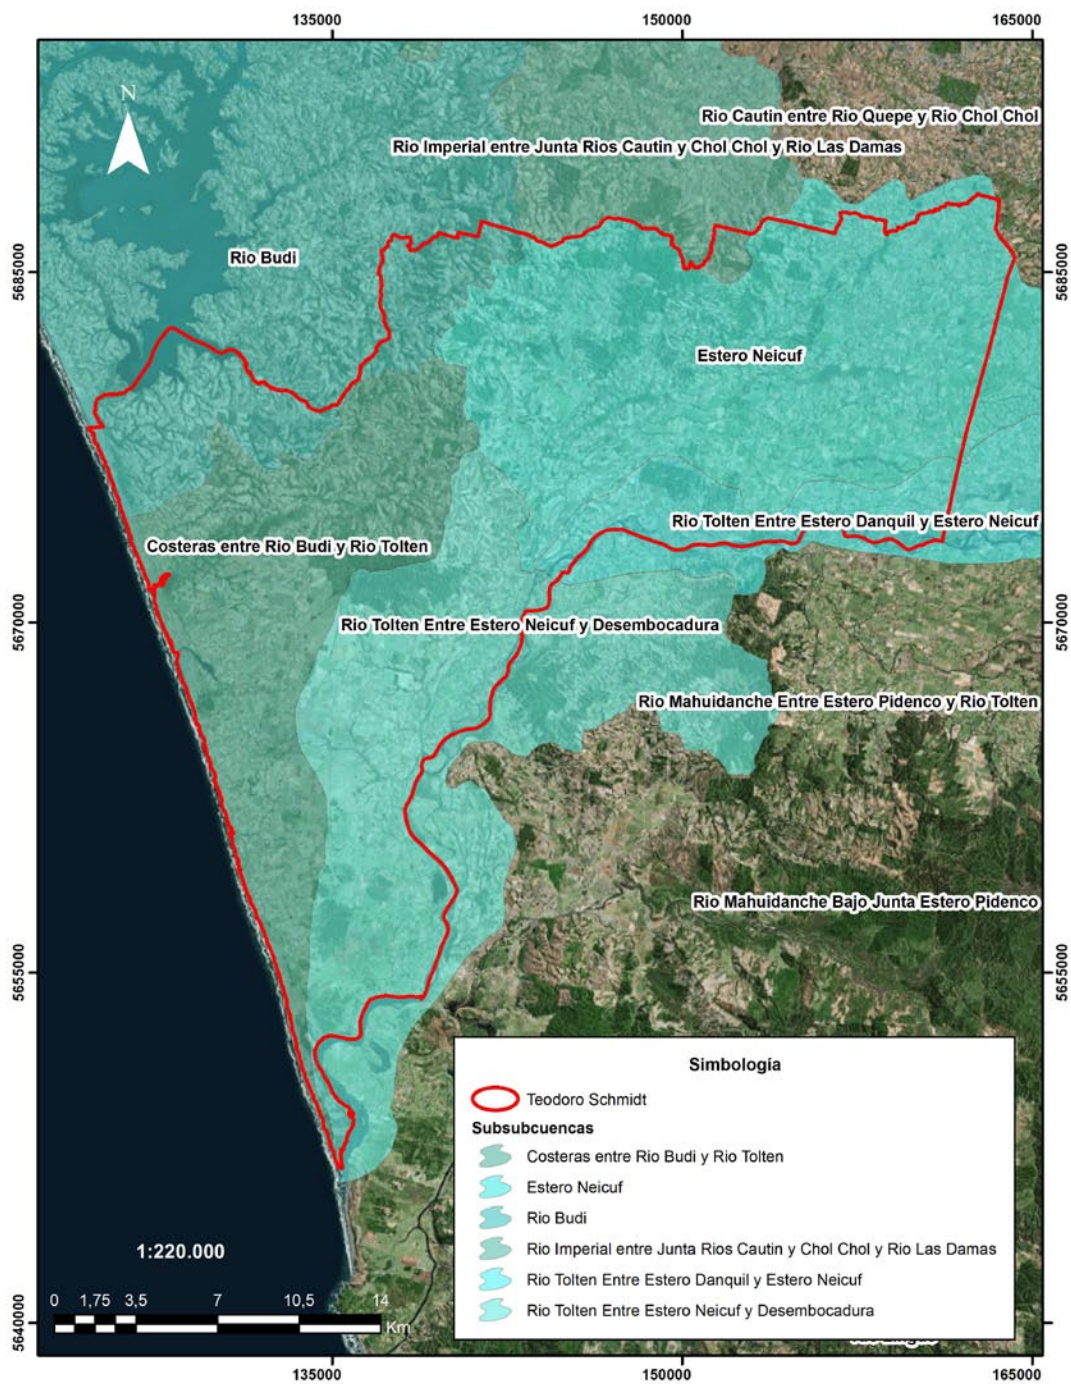 135000
150000
165000
N
Rio Cautin entre Rio Quepe y Rio Chol Chol
Rio Imperial entre Junta Rios Cautin y Chol Chol y Rio Las Damas
Rio Budi
5685000
5685000
Estero Neicuf
Rio Tolten Entre Estero Danquil y Estero Neicuf
Costeras entre Rio Budi y Rio Tolten
5670000
5670000
Rio Tolten Entre Estero Neicuf y Desembocadura
Rio Mahuidanche Entre Estero Pidenco y Rio Tolten
Rio Mahuidanche Bajo Junta Estero Pidenco
5655000
5655000
Simbología
Teodoro Schmidt
Subsubcuencas
Costeras entre Rio Budi y Rio Tolten
Estero Neicuf
Rio Budi
Rio Imperial entre Junta Rios Cautin y Chol Chol y Rio Las Damas
Rio Tolten Entre Estero Danquil y Estero Neicuf
Rio Tolten Entre Estero Neicuf y Desembocadura
1:220.000
0 1,75 3,5 7 10,5 14
Km
5640000
5640000
135000
150000
165000